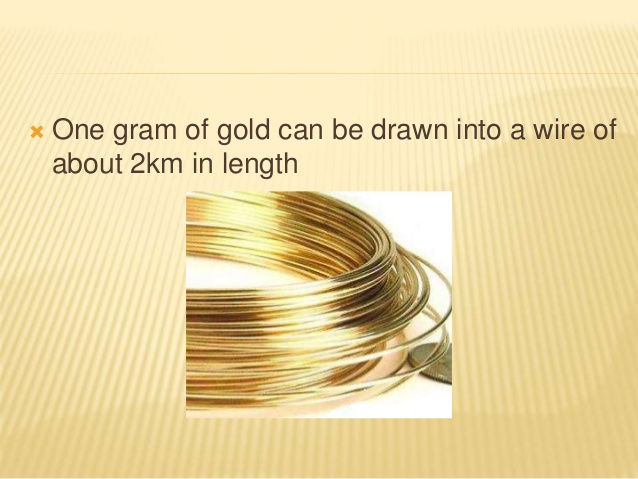 One gram of gold can be drawn into a wire of
about 2km in length